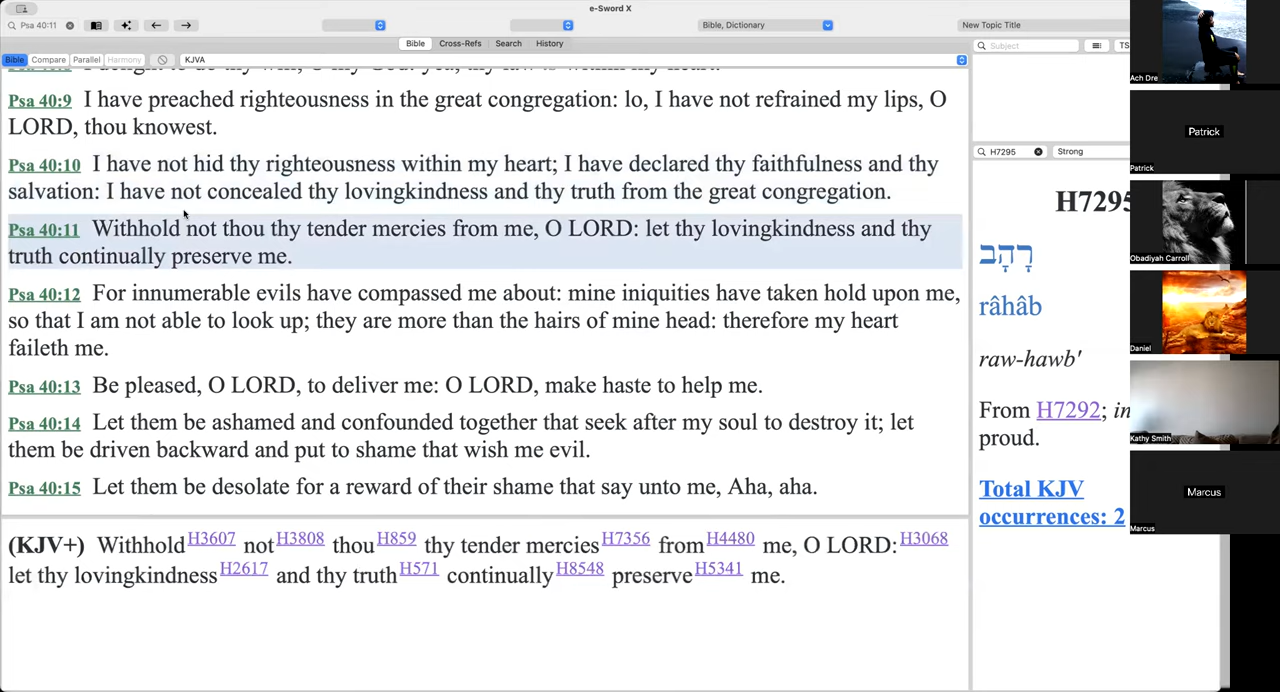 e-Sword X
Psa 40:11
Bible, Dictionary
New Topic Title
Bible Cross-Refs Search History
Subject
Bible Compare Parallel Harmony KJVA
Psa 40:9 I have preached righteousness in the great congregation: lo, I have not refrained my lips, O
LORD, thou knowest.
Psa 40:10 I have not hid thy righteousness within my heart; I have declared thy faithfulness and thy
salvation: I have not concealed thy lovingkindness and thy truth from the great congregation.
Psa 40:11 Withhold not thou thy tender mercies from me, O LORD: let thy lovingkindness and thy
truth continually preserve me.
Psa 40:12 For innumerable evils have compassed me about: mine iniquities have taken hold upon me,
so that I am not able to look up; they are more than the hairs of mine head: therefore my heart
faileth me.
Psa 40:13 Be pleased, O LORD, to deliver me: O LORD, make haste to help me.
Psa 40:14 Let them be ashamed and confounded together that seek after my soul to destroy it; let
them be driven backward and put to shame that wish me evil.
Psa 40:15 Let them be desolate for a reward of their shame that say unto me, Aha, aha.
(KJV+) Withhold H3607 not H3808 thou H859 thy tender mercies H7356 from H4480 me, O LORD: H3068
let thy lovingkindness H2617 and thy truth H571 continually H8548 preserve H5341 me.
H7295 Strong
H7295
רָהָב
râhâb
raw-hawb'
From H7292; in
proud.
Total KJV
occurrences: 2
Ach Dre
Patrick
Patrick
Obadiyah Carroll
Daniel
Kathy Smith
Marcus
Marcus